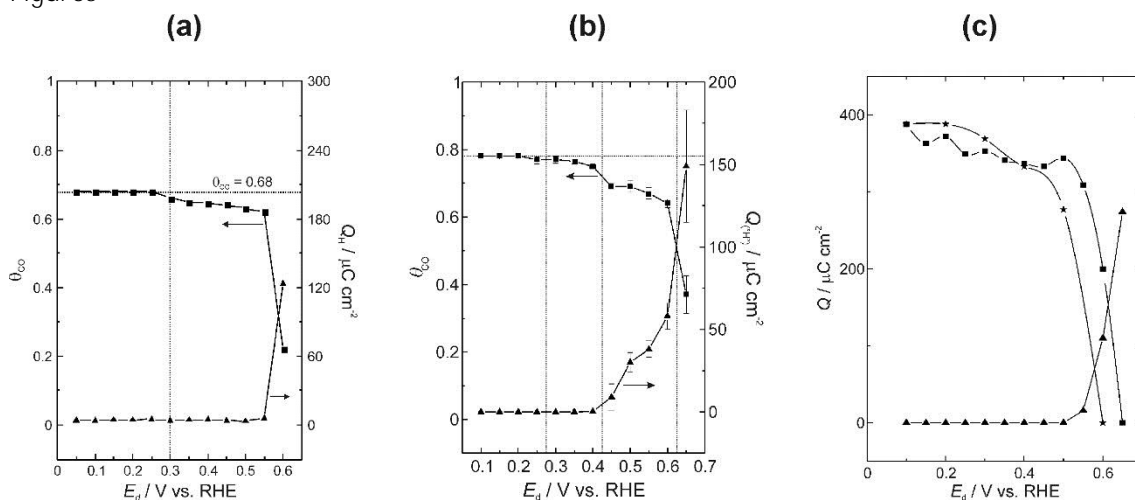 (a)
(b)
(c)
1
0.8
0.6
0.4
0.2
0
θCO
θCO = 0.68
300
240
180
120
60
0
QH / μC cm-2
0 0.1 0.2 0.3 0.4 0.5 0.6
Ed / V vs. RHE
1
0.8
0.6
0.4
0.2
0
θCO
200
150
100
50
0
Q("H") / μC cm-2
0.1 0.2 0.3 0.4 0.5 0.6 0.7
Ed / V vs. RHE
400
200
0
Q / μC cm-2
0 0.2 0.4 0.6
Ed / V vs. RHE